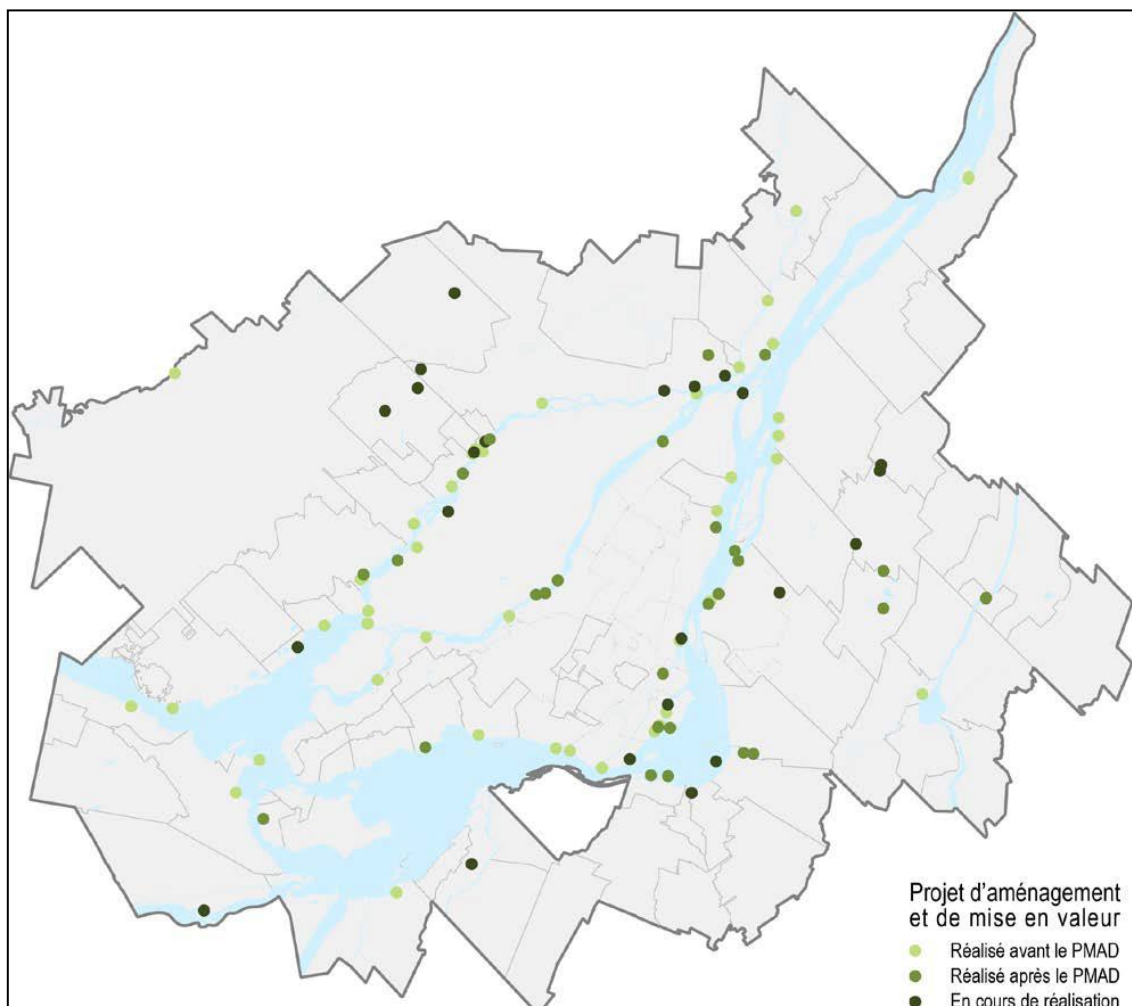 Projet d'aménagement
et de mise en valeur
Réalisé avant le PMAD
Réalisé après le PMAD
En cours de réalisation